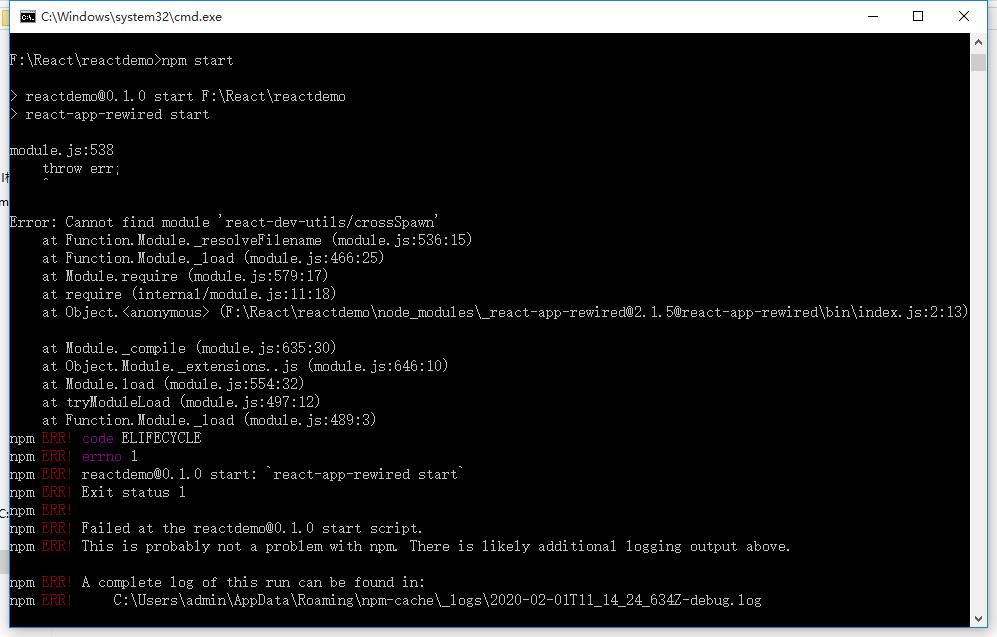 C:\Windows\system32\cmd.exe
F:\React\reactdemo>npm start
> reactdemo@0.1.0 start F:\React\reactdemo
> react-app-rewired start
module.js:538
    throw err;
    ^
Error: Cannot find module 'react-dev-utils/crossSpawn'
    at Function.Module._resolveFilename (module.js:536:15)
    at Function.Module._load (module.js:466:25)
    at Module.require (module.js:579:17)
    at require (internal/module.js:11:18)
    at Object.<anonymous> (F:\React\reactdemo\node_modules\_react-app-rewired@2.1.5@react-app-rewired\bin\index.js:2:13)
    at Module._compile (module.js:635:30)
    at Object.Module._extensions..js (module.js:646:10)
    at Module.load (module.js:554:32)
    at tryModuleLoad (module.js:497:12)
    at Function.Module._load (module.js:489:3)
npm ERR! code ELIFECYCLE
npm ERR! errno 1
npm ERR! reactdemo@0.1.0 start: `react-app-rewired start`
npm ERR! Exit status 1
npm ERR!
npm ERR! Failed at the reactdemo@0.1.0 start script.
npm ERR! This is probably not a problem with npm. There is likely additional logging output above.
npm ERR! A complete log of this run can be found in:
npm ERR!     C:\Users\admin\AppData\Roaming\npm-cache\_logs\2020-02-01T11_14_24_634Z-debug.log